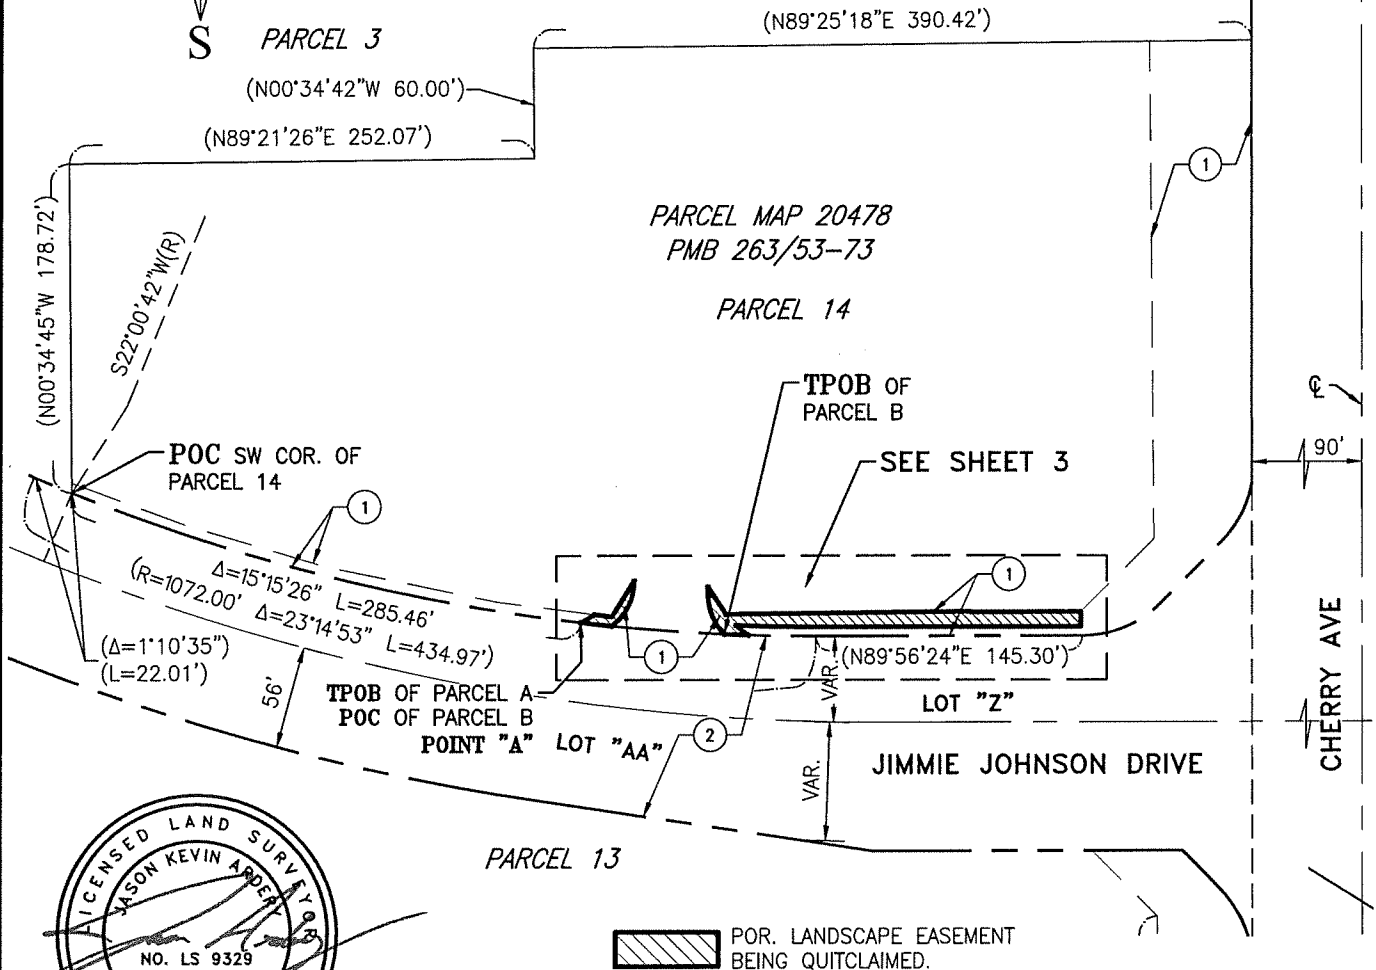 (N89°25'18"E 390.42')
S
PARCEL 3
(N00°34'42"W 60.00')
(N89°21'26"E 252.07')
1
(N00°34'45"W 178.72')
S22°00'42"W(R)
PARCEL MAP 20478
PMB 263/53-73
PARCEL 14
TPOB OF
PARCEL B
℄
POC SW COR. OF
PARCEL 14
SEE SHEET 3
90'
1
Δ=15°15'26" L=285.46'
(R=1072.00' Δ=23°14'53" L=434.97')
1
(Δ=1°10'35")
(L=22.01')
1
(N89°56'24"E 145.30')
56'
TPOB OF PARCEL A
POC OF PARCEL B
POINT "A"
LOT "AA"
2
VAR.
LOT "Z"
VAR.
JIMMIE JOHNSON DRIVE
CHERRY AVE
PARCEL 13
LICENSED LAND SURVEYOR
JASON KEVIN ARDERY
NO. LS 9329
POR. LANDSCAPE EASEMENT
BEING QUITCLAIMED.